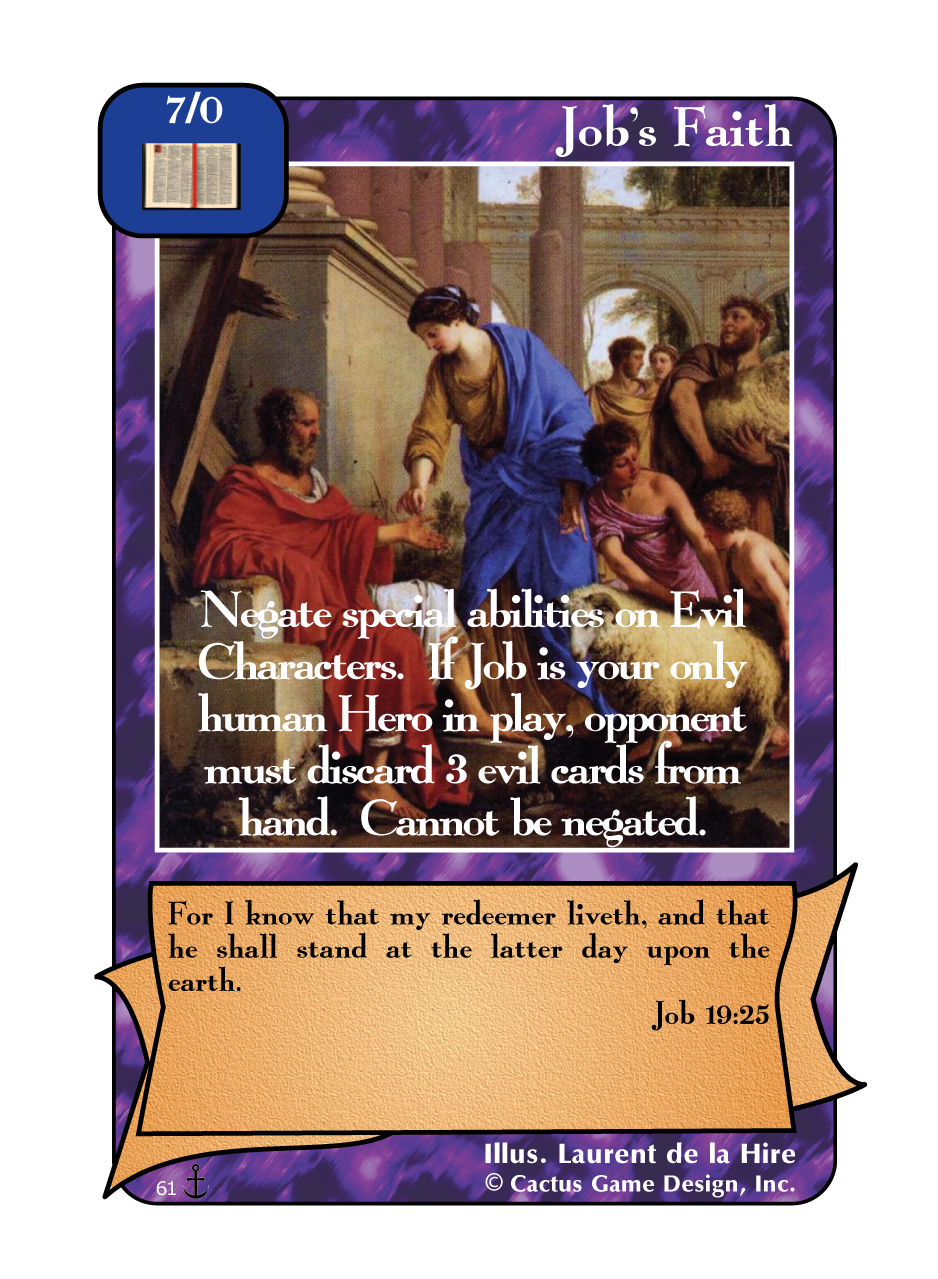 7/0
Job's Faith
Negate special abilities on Evil
Characters. If Job is your only
human Hero in play, opponent
must discard 3 evil cards from
hand. Cannot be negated.
For I know that my redeemer liveth, and that
he shall stand at the latter day upon the
earth.
Job 19:25
Illus. Laurent de la Hire
© Cactus Game Design, Inc.
61